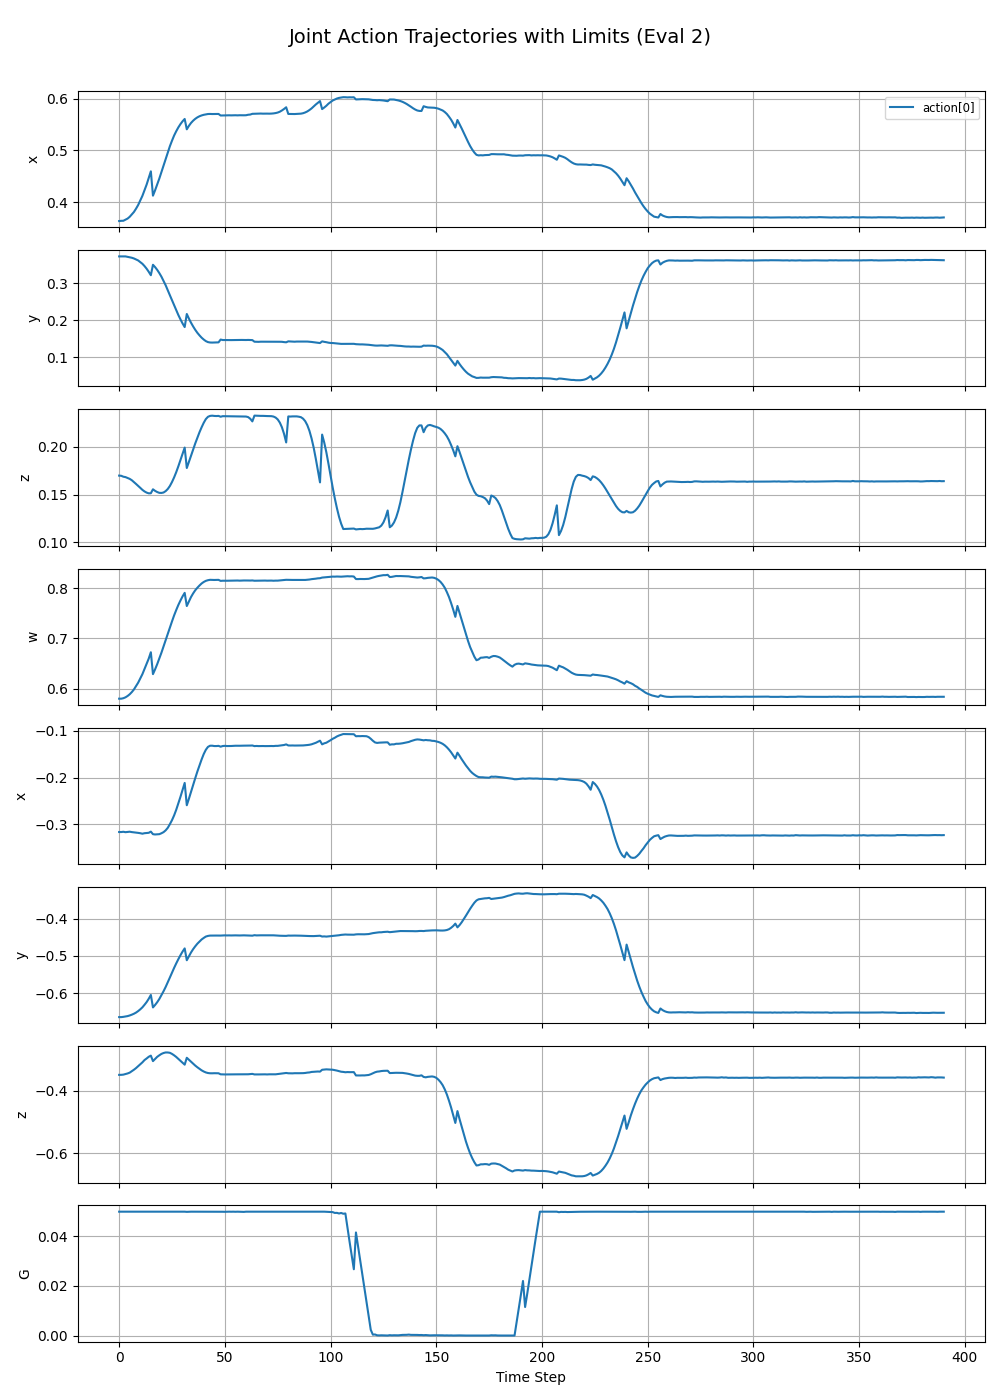 Joint Action Trajectories with Limits (Eval 2)
action[0]
x
0.6
0.5
0.4
y
0.3
0.2
0.1
z
0.20
0.15
0.10
w
0.8
0.7
0.6
x
−0.1
−0.2
−0.3
y
−0.4
−0.5
−0.6
z
−0.4
−0.6
G
0.04
0.02
0.00
0 50 100 150 200 250 300 350 400
Time Step